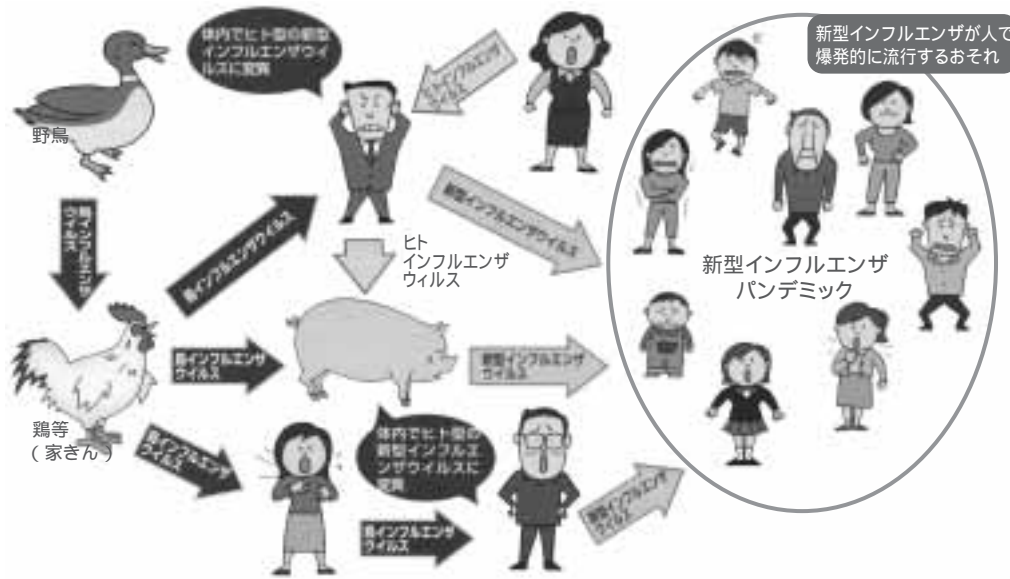 体内でヒト型の新型
インフルエンザウイ
ルスに変異
新型インフルエンザが人で
爆発的に流行するおそれ
野鳥
鳥インフルエンザ
ウイルス
鳥インフルエンザウイルス
新型インフルエンザウイルス
ヒト
インフルエンザ
ウィルス
新型インフルエンザ
パンデミック
鳥インフルエンザ
ウイルス
新型インフルエンザ
ウイルス
鶏等
(家きん)
鳥インフルエンザ
ウイルス
体内でヒト型の
新型インフルエ
ンザウイルスに
変異
鳥インフルエンザ
ウイルス
新型インフルエンザ
ウイルス